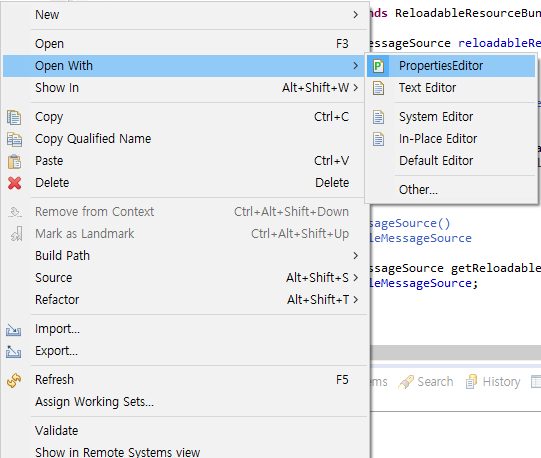 New
Open F3
Open With
Show In Alt+Shift+W
Copy Ctrl+C
Copy Qualified Name
Paste Ctrl+V
Delete Delete
Remove from Context Ctrl+Alt+Shift+Down
Mark as Landmark Ctrl+Alt+Shift+Up
Build Path
Source Alt+Shift+S
Refactor Alt+Shift+T
Import...
Export...
Refresh F5
Assign Working Sets...
Validate
Show in Remote Systems view
PropertiesEditor
Text Editor
System Editor
In-Place Editor
Default Editor
Other...
nds ReloadableResourceBun
essageSource reloadableRe
ssageSource()
leMessageSource
ssageSource getReloadable
leMessageSource;
ems Search History